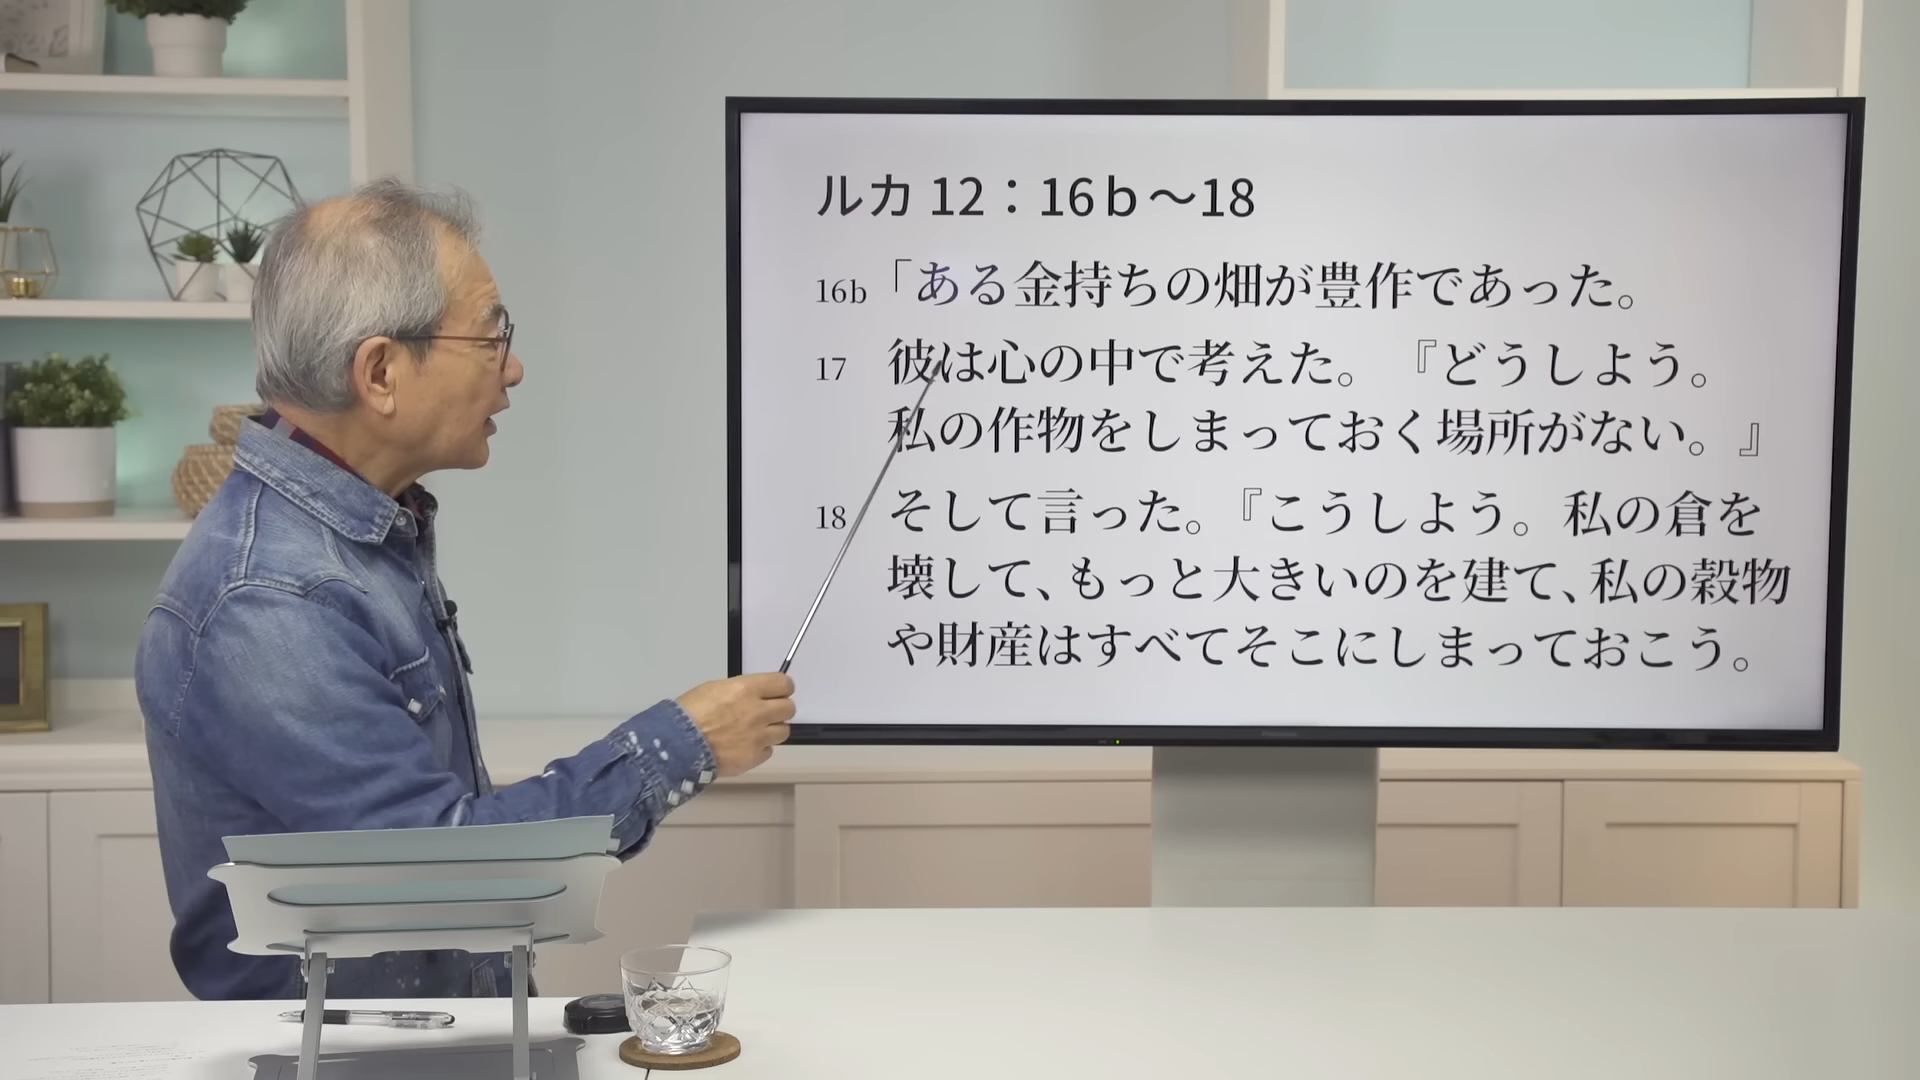 ルカ 12：16ｂ～18
16b 「ある金持ちの畑が豊作であった。
17 彼は心の中で考えた。『どうしよう。
私の作物をしまっておく場所がない。』
18 そして言った。『こうしよう。私の倉を
壊して、もっと大きいのを建て、私の穀物
や財産はすべてそこにしまっておこう。